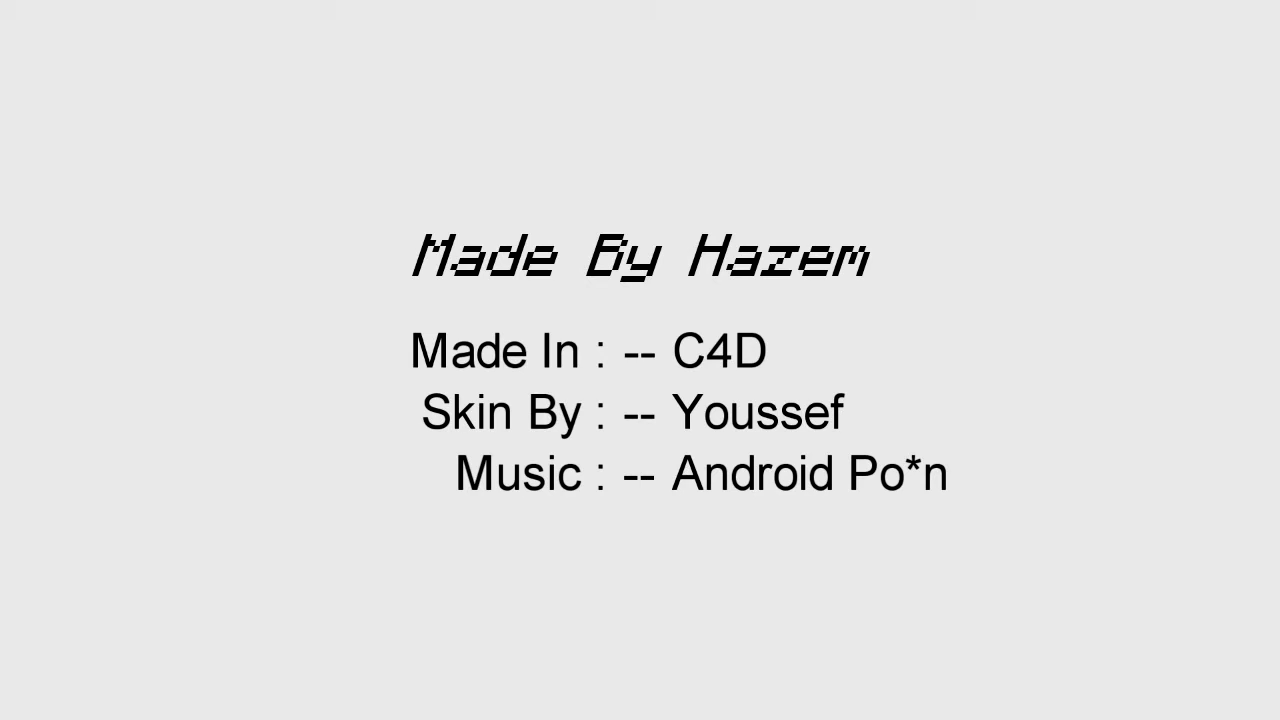 Made By Hazem
Made In : -- C4D
Skin By : -- Youssef
Music : -- Android Po*n